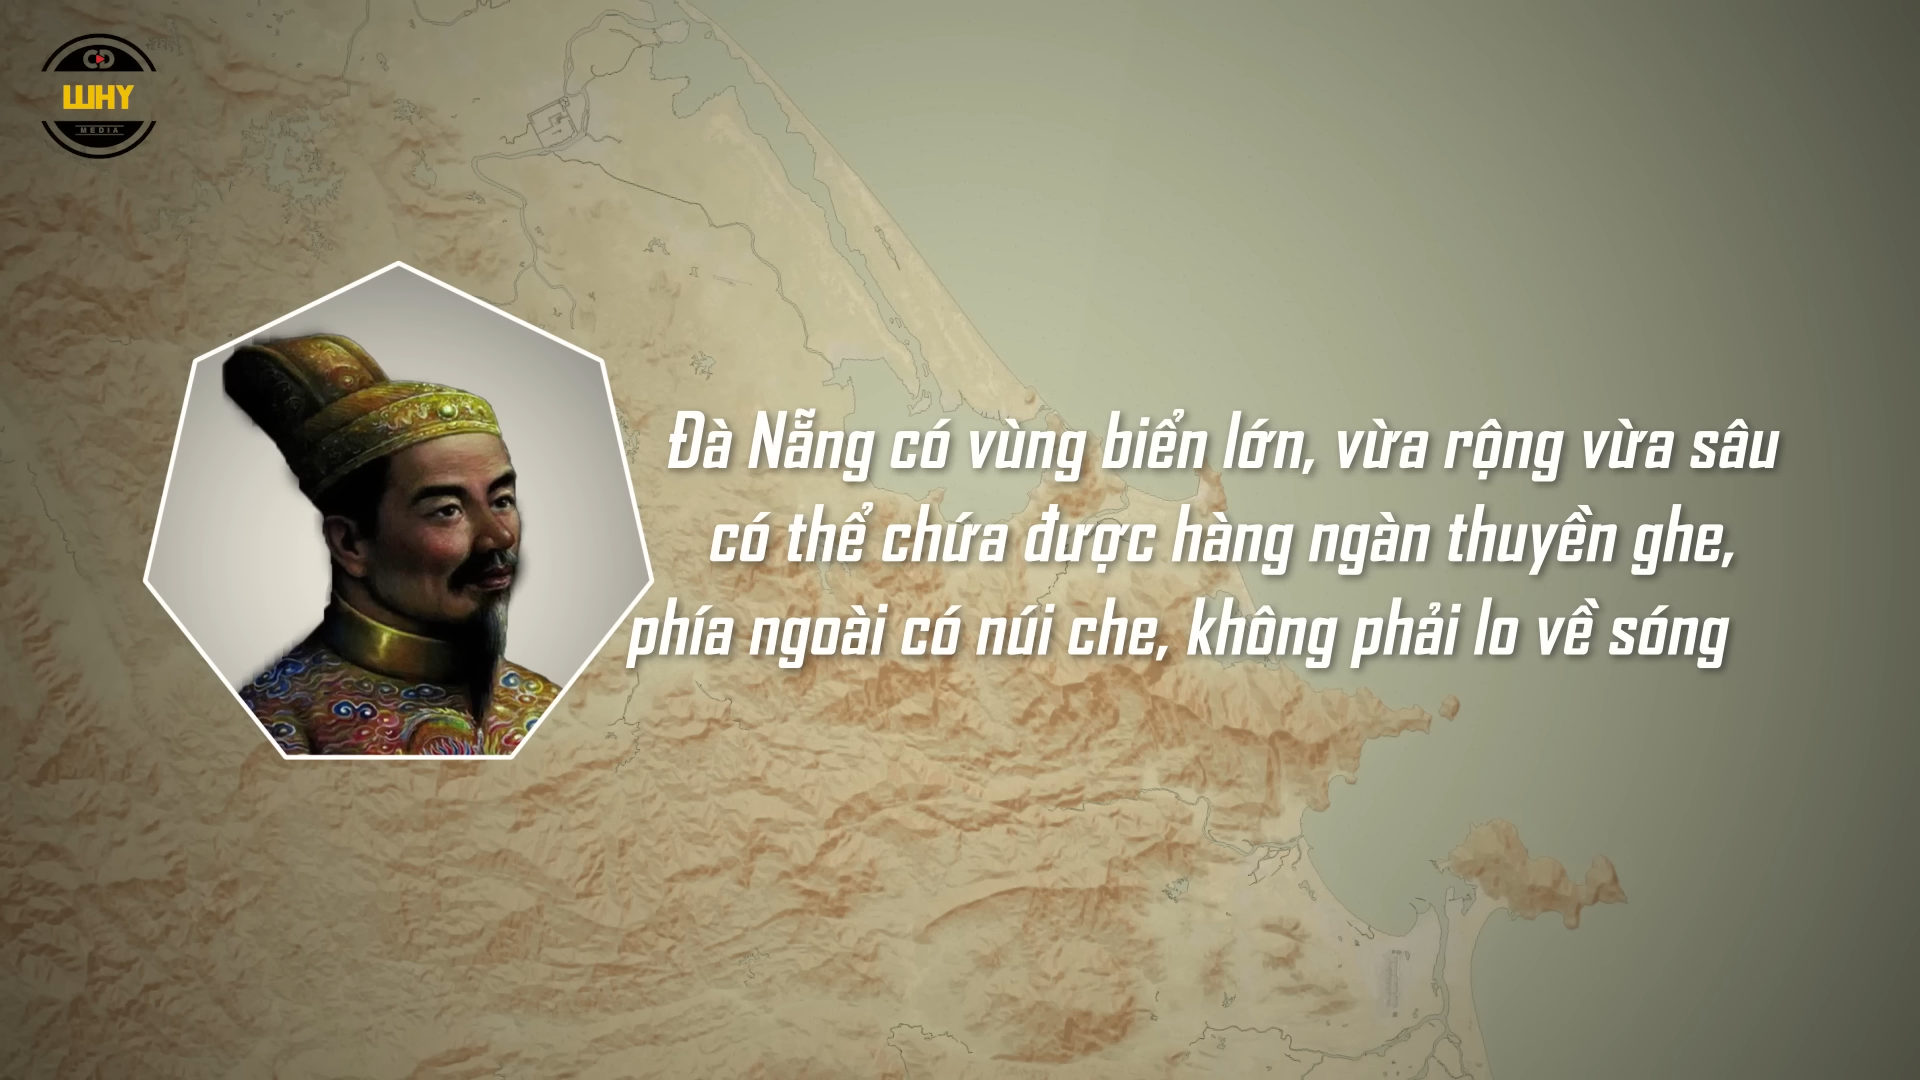 CD
WHY
MEDIA
Đà Nẵng có vùng biển lớn, vừa rộng vừa sâu
có thể chứa được hàng ngàn thuyền ghe,
phía ngoài có núi che, không phải lo về sóng